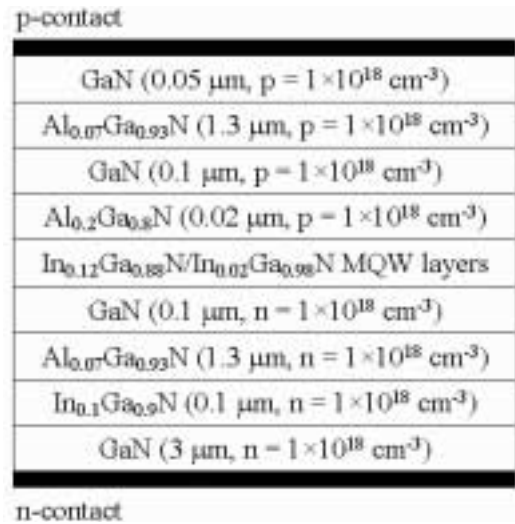 p-contact
GaN (0.05 μm, p = 1×10¹⁸ cm⁻³)
Al₀.₀₇Ga₀.₉₃N (1.3 μm, p = 1×10¹⁸ cm⁻³)
GaN (0.1 μm, p = 1×10¹⁸ cm⁻³)
Al₀.₂Ga₀.₈N (0.02 μm, p = 1×10¹⁸ cm⁻³)
In₀.₁₂Ga₀.₈₈N/In₀.₀₂Ga₀.₉₈N MQW layers
GaN (0.1 μm, n = 1×10¹⁸ cm⁻³)
Al₀.₀₇Ga₀.₉₃N (1.3 μm, n = 1×10¹⁸ cm⁻³)
In₀.₁Ga₀.₉N (0.1 μm, n = 1×10¹⁸ cm⁻³)
GaN (3 μm, n = 1×10¹⁸ cm⁻³)
n-contact